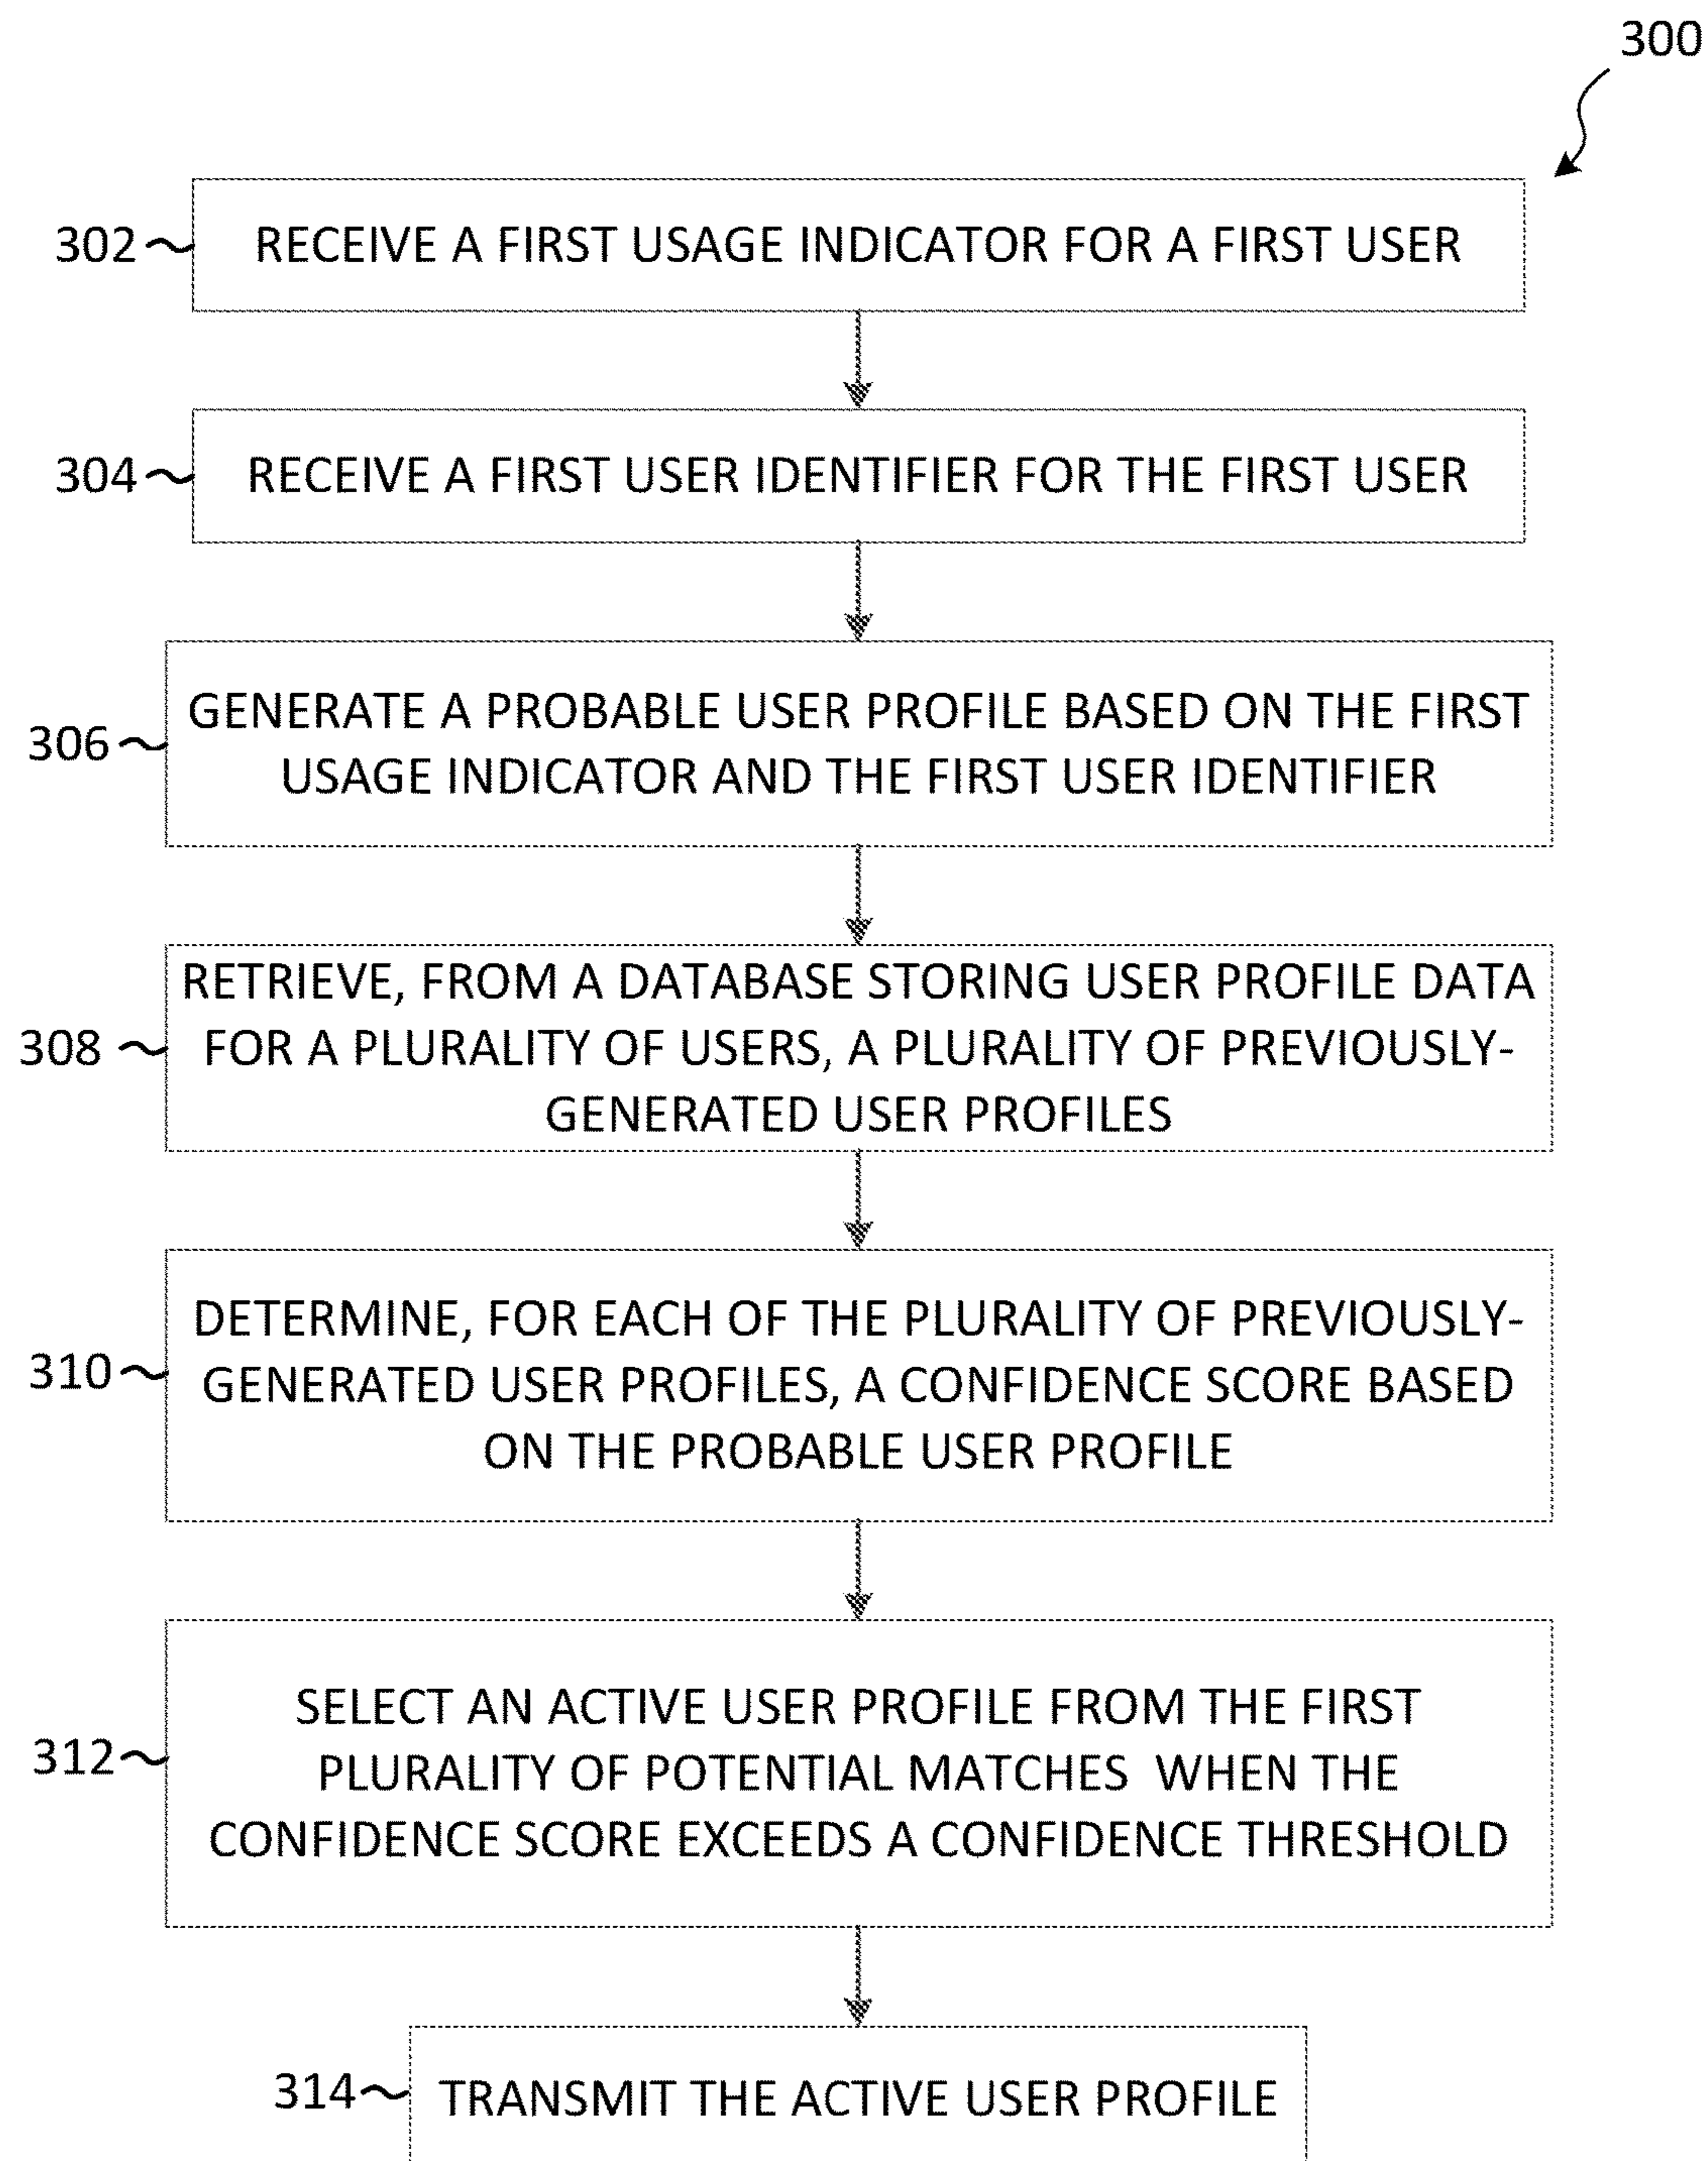 300
302 RECEIVE A FIRST USAGE INDICATOR FOR A FIRST USER
304 RECEIVE A FIRST USER IDENTIFIER FOR THE FIRST USER
306
GENERATE A PROBABLE USER PROFILE BASED ON THE FIRST
USAGE INDICATOR AND THE FIRST USER IDENTIFIER
308
RETRIEVE, FROM A DATABASE STORING USER PROFILE DATA
FOR A PLURALITY OF USERS, A PLURALITY OF PREVIOUSLY-
GENERATED USER PROFILES
310
DETERMINE, FOR EACH OF THE PLURALITY OF PREVIOUSLY-
GENERATED USER PROFILES, A CONFIDENCE SCORE BASED
ON THE PROBABLE USER PROFILE
312
SELECT AN ACTIVE USER PROFILE FROM THE FIRST
PLURALITY OF POTENTIAL MATCHES WHEN THE
CONFIDENCE SCORE EXCEEDS A CONFIDENCE THRESHOLD
314 TRANSMIT THE ACTIVE USER PROFILE